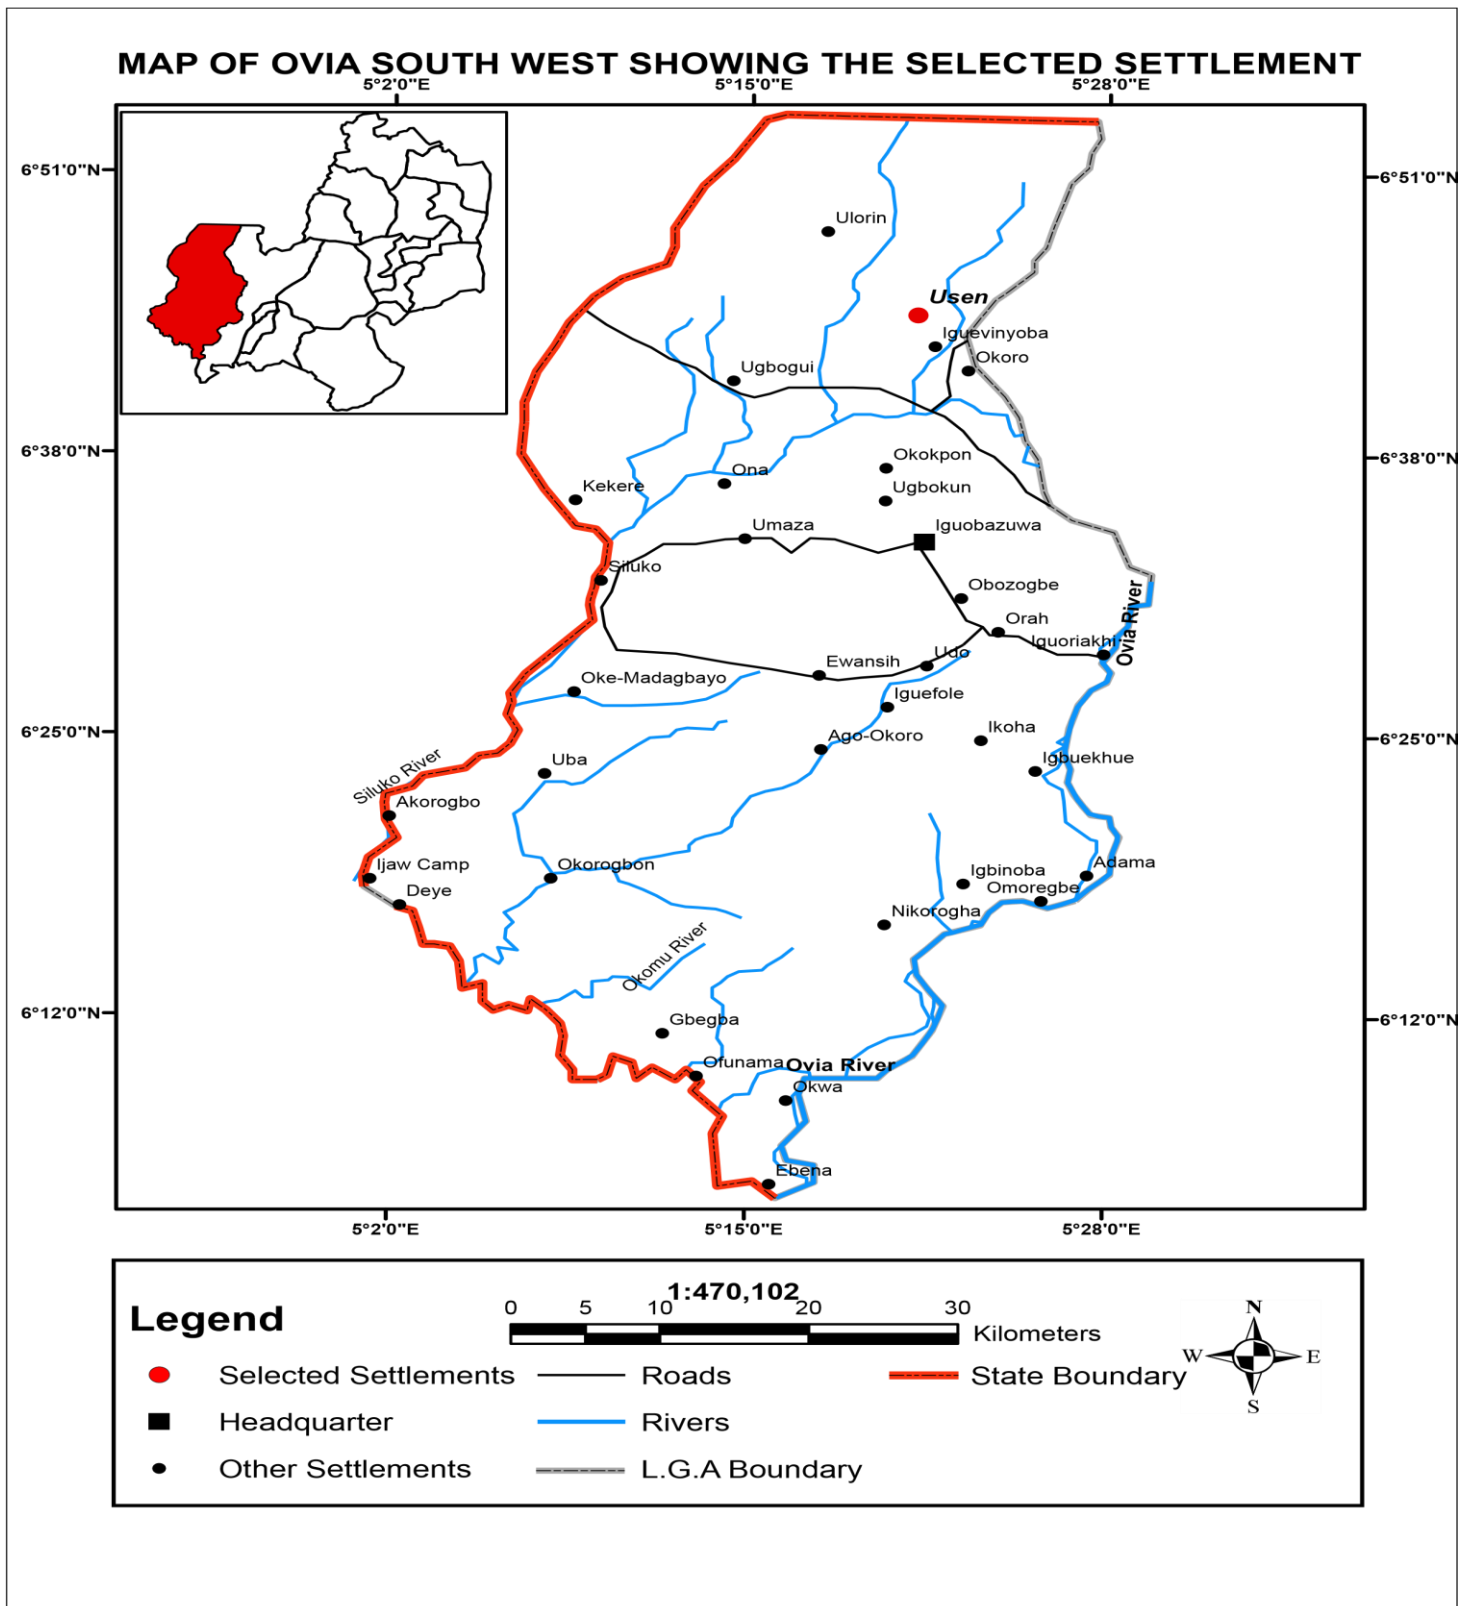 MAP OF OVIA SOUTH WEST SHOWING THE SELECTED SETTLEMENT
5°2'0"E 5°15'0"E 5°28'0"E
6°51'0"N 6°51'0"N
Ulorin
Usen
Iguevinyoba
Okoro
Ugbogui
6°38'0"N 6°38'0"N
Okokpon
Ona
Kekere
Ugbokun
Umaza
Iguobazuwa
Siluko
Obozogbe
Orah
Ovia River
Iguoriakhi
Udo
Ewansih
Oke-Madagbayo
Iguefole
6°25'0"N 6°25'0"N
Ikoha
Ago-Okoro
Uba
Igbuekhue
Siluko River
Akorogbo
Ijaw Camp
Okorogbon
Adama
Igbinoba
Deye
Omoregbe
Nikorogha
Okomu River
6°12'0"N 6°12'0"N
Gbegba
Ofunama
Ovia River
Okwa
Ebena
5°2'0"E 5°15'0"E 5°28'0"E
Legend
1:470,102
0 5 10 20 30
Kilometers
N
W E
S
Selected Settlements
Roads
State Boundary
Headquarter
Rivers
Other Settlements
L.G.A Boundary